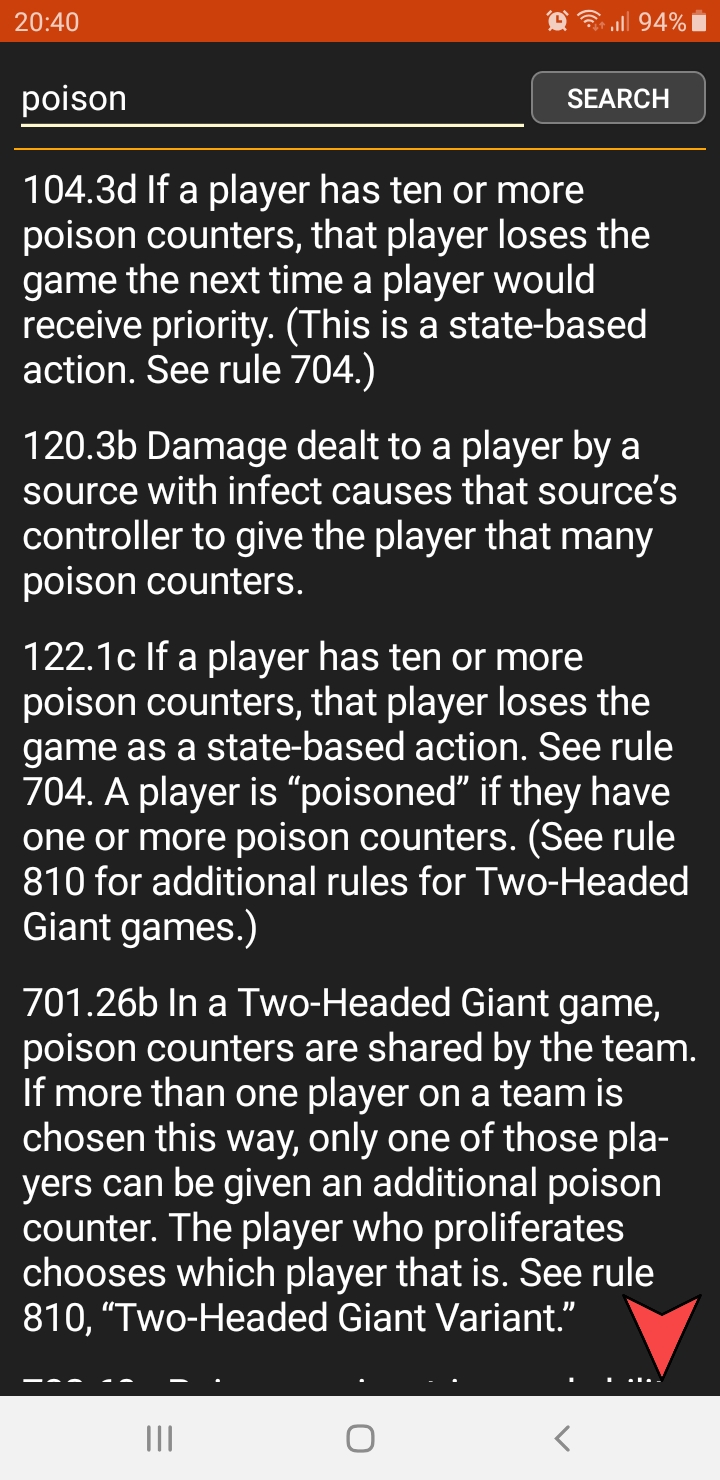 20:40
94%
poison
SEARCH
104.3d If a player has ten or more
poison counters, that player loses the
game the next time a player would
receive priority. (This is a state-based
action. See rule 704.)
120.3b Damage dealt to a player by a
source with infect causes that source’s
controller to give the player that many
poison counters.
122.1c If a player has ten or more
poison counters, that player loses the
game as a state-based action. See rule
704. A player is “poisoned” if they have
one or more poison counters. (See rule
810 for additional rules for Two-Headed
Giant games.)
701.26b In a Two-Headed Giant game,
poison counters are shared by the team.
If more than one player on a team is
chosen this way, only one of those pla-
yers can be given an additional poison
counter. The player who proliferates
chooses which player that is. See rule
810, “Two-Headed Giant Variant.”